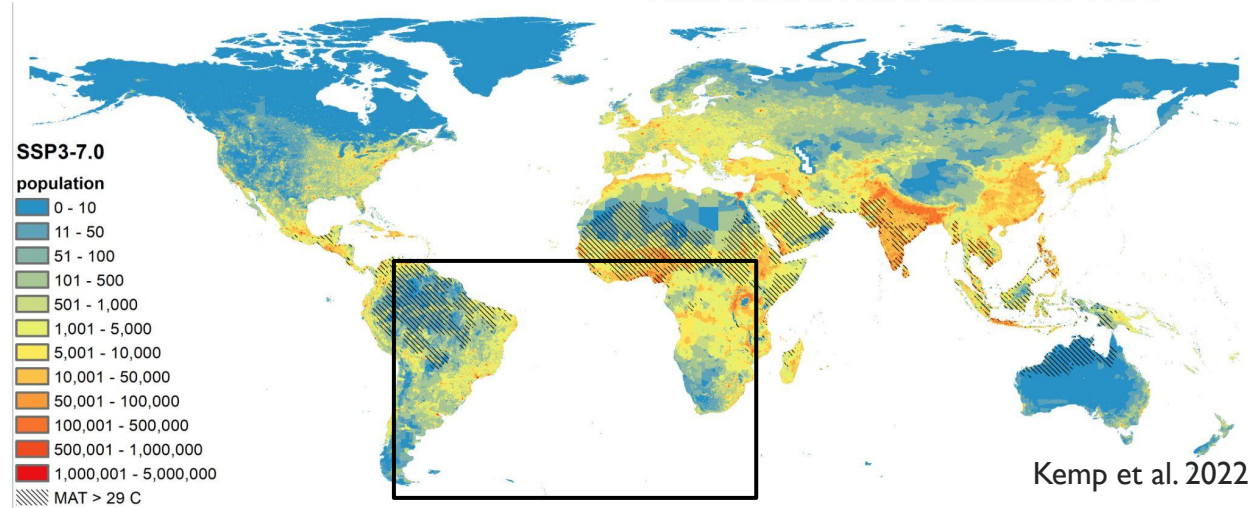 SSP3-7.0
population
0 - 10
11 - 50
51 - 100
101 - 500
501 - 1,000
1,001 - 5,000
5,001 - 10,000
10,001 - 50,000
50,001 - 100,000
100,001 - 500,000
500,001 - 1,000,000
1,000,001 - 5,000,000
MAT > 29 C
Kemp et al. 2022